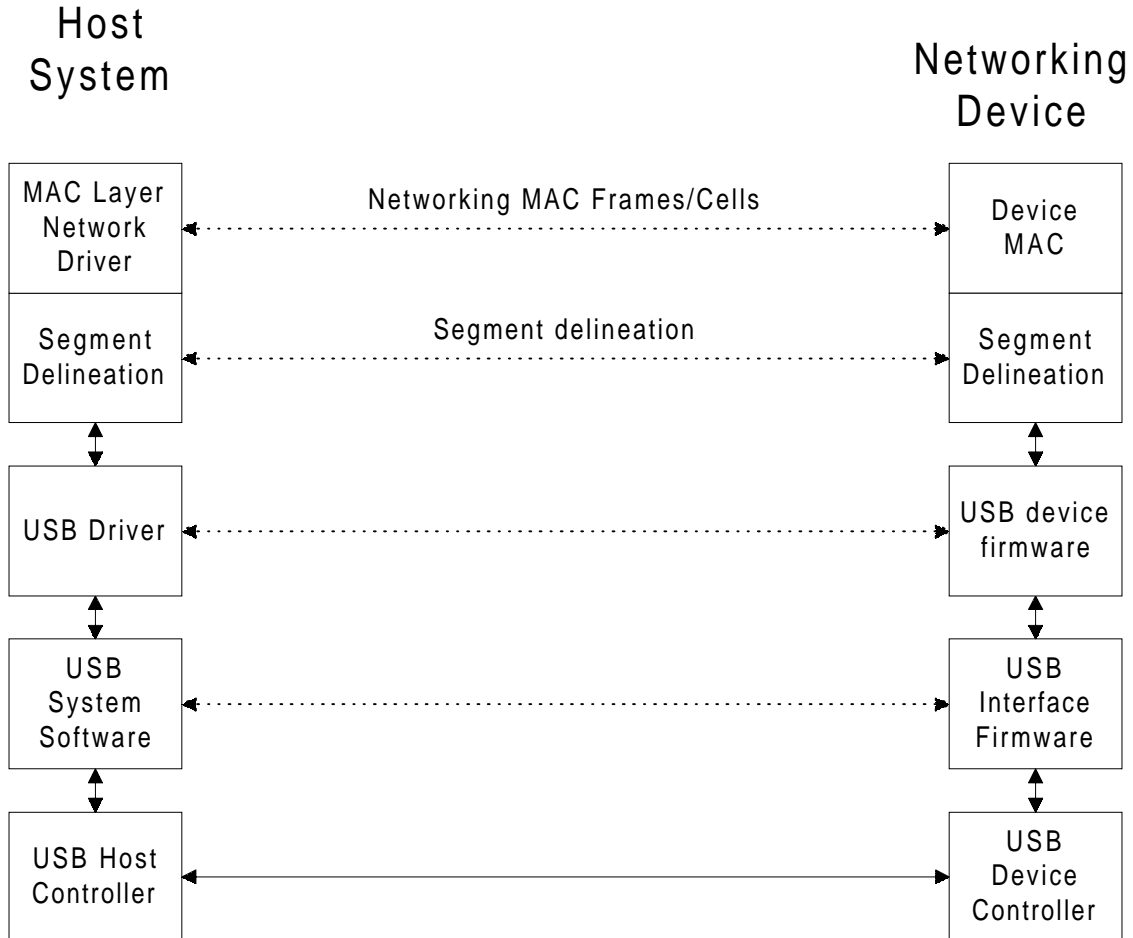 Host
System
Networking
Device
MAC Layer
Network
Driver
Networking MAC Frames/Cells
Device
MAC
Segment
Delineation
Segment delineation
Segment
Delineation
USB Driver
USB device
firmware
USB
System
Software
USB
Interface
Firmware
USB Host
Controller
USB
Device
Controller